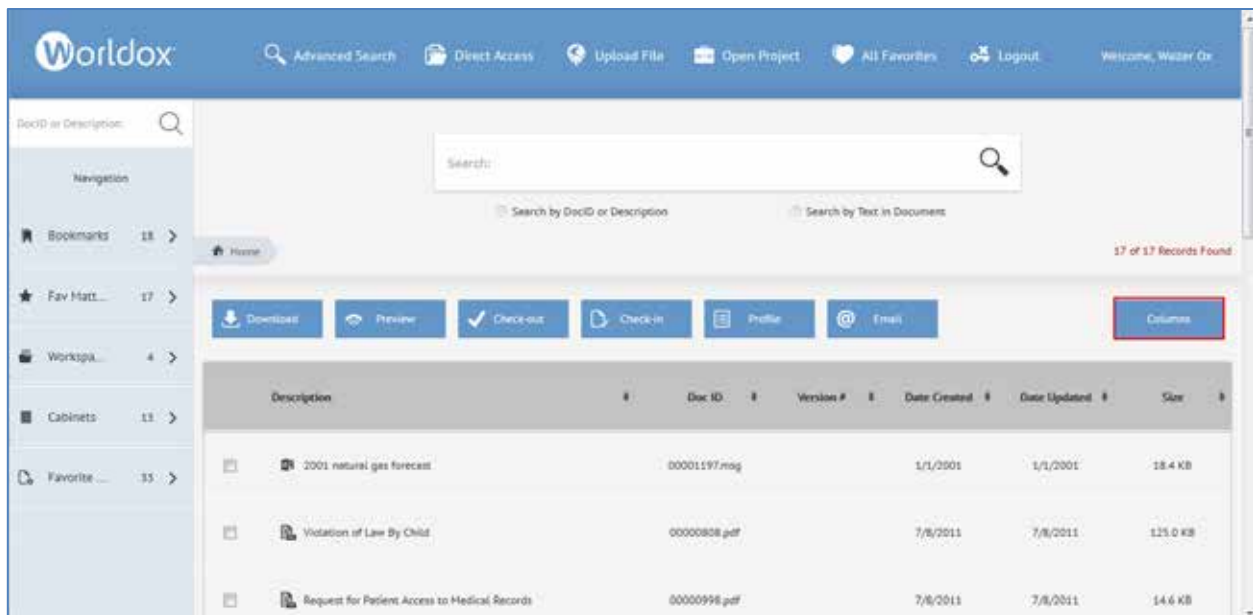 Worldox
Advanced Search Direct Access Upload File Open Project All Favorites Logout Welcome, Walter Ox
DocID or Description:
Navigation
Bookmarks 18
Fav Matt... 17
Workspa... 4
Cabinets 13
Favorite ... 33
Search:
Search by DocID or Description Search by Text in Document
Home 17 of 17 Records Found
Download Preview Check-out Check-in Profile Email Columns
Description Doc ID Version # Date Created Date Updated Size
2001 natural gas forecast 00001197.msg 1/1/2001 1/1/2001 18.4 KB
Violation of Law By Child 00000808.pdf 7/8/2011 7/8/2011 125.0 KB
Request for Patient Access to Medical Records 00000998.pdf 7/8/2011 7/8/2011 14.6 KB